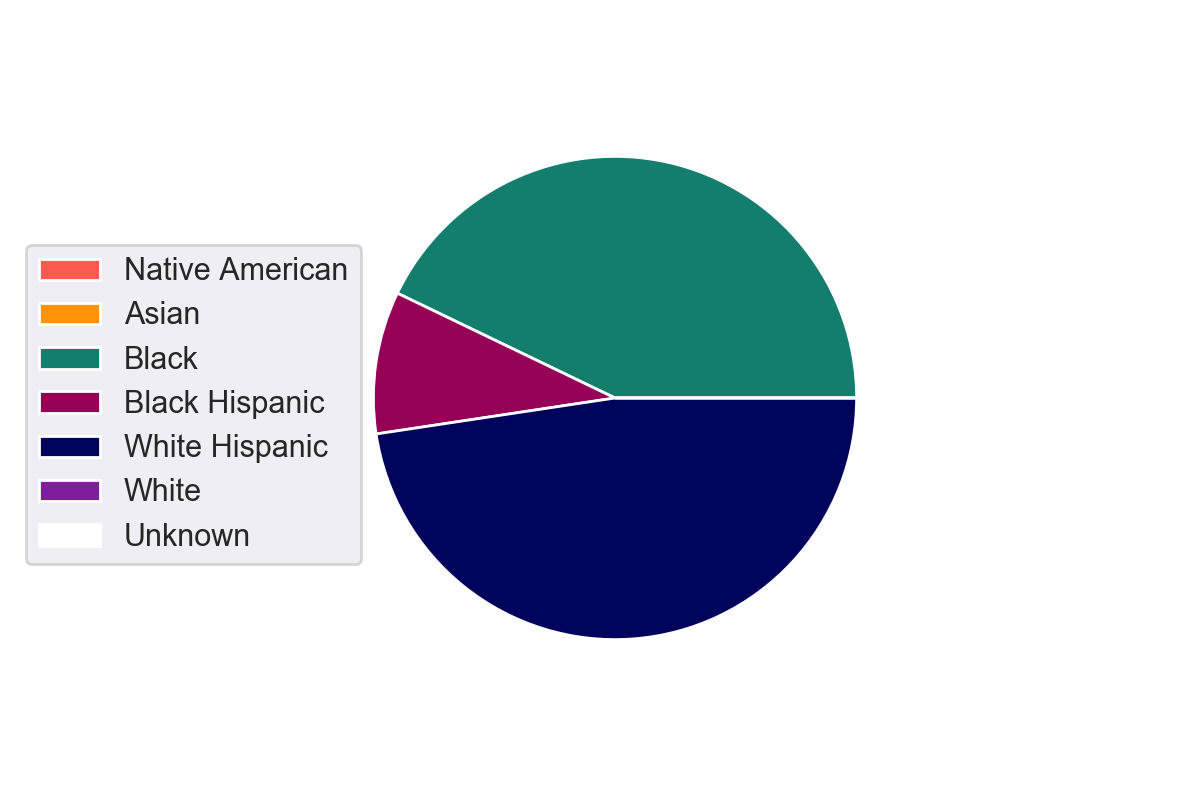 Native American
Asian
Black
Black Hispanic
White Hispanic
White
Unknown